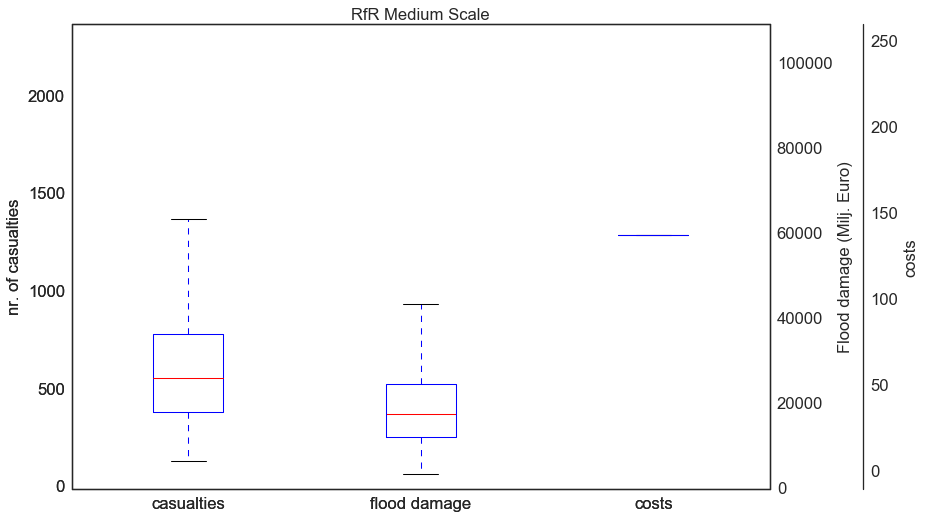 RfR Medium Scale
nr. of casualties
2000
1500
1000
500
0
casualties
flood damage
costs
100000
80000
60000
40000
20000
0
Flood damage (Milj. Euro)
250
200
150
100
50
0
costs